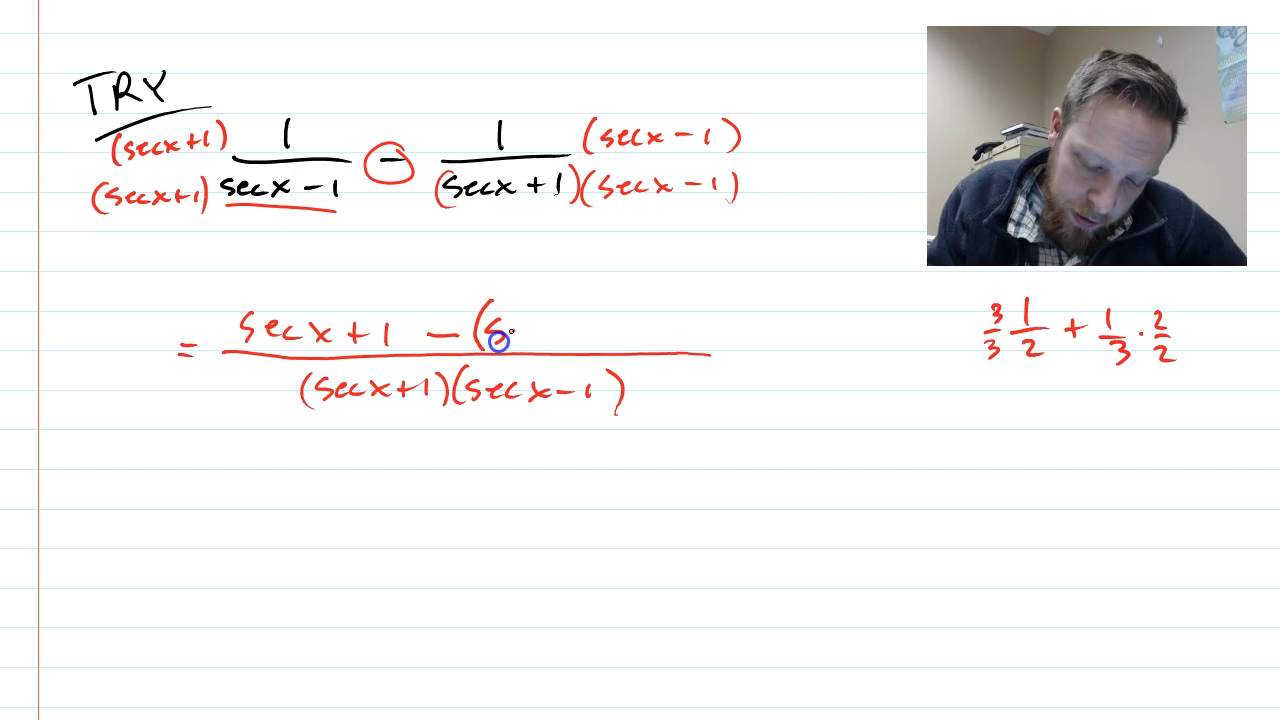 TRY
(secx+1) 1 − 1 (secx−1)
(secx+1) secx−1 (secx+1)(secx−1)
= secx+1 −(s
(secx+1)(secx−1)
3/3 1/2 + 1/3 · 2/2